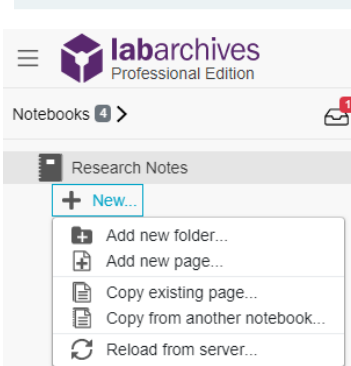 labarchives
Professional Edition
Notebooks 4
1
Research Notes
New...
Add new folder...
Add new page...
Copy existing page...
Copy from another notebook...
Reload from server...